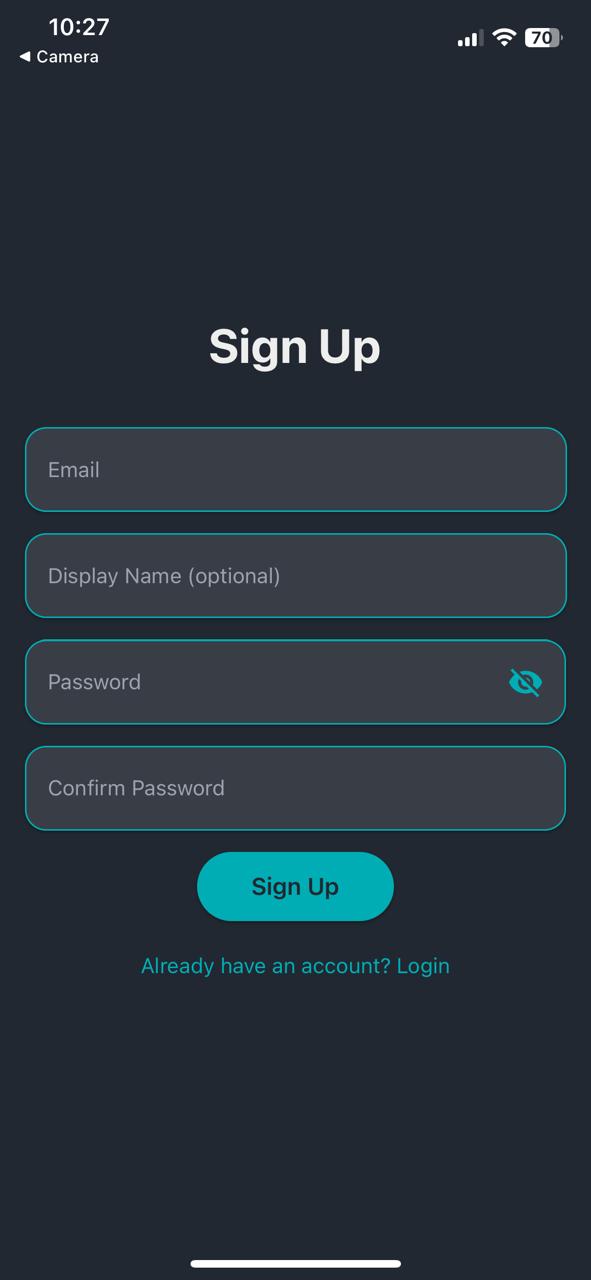 10:27
◀ Camera
70
Sign Up
Email
Display Name (optional)
Password
Confirm Password
Sign Up
Already have an account? Login